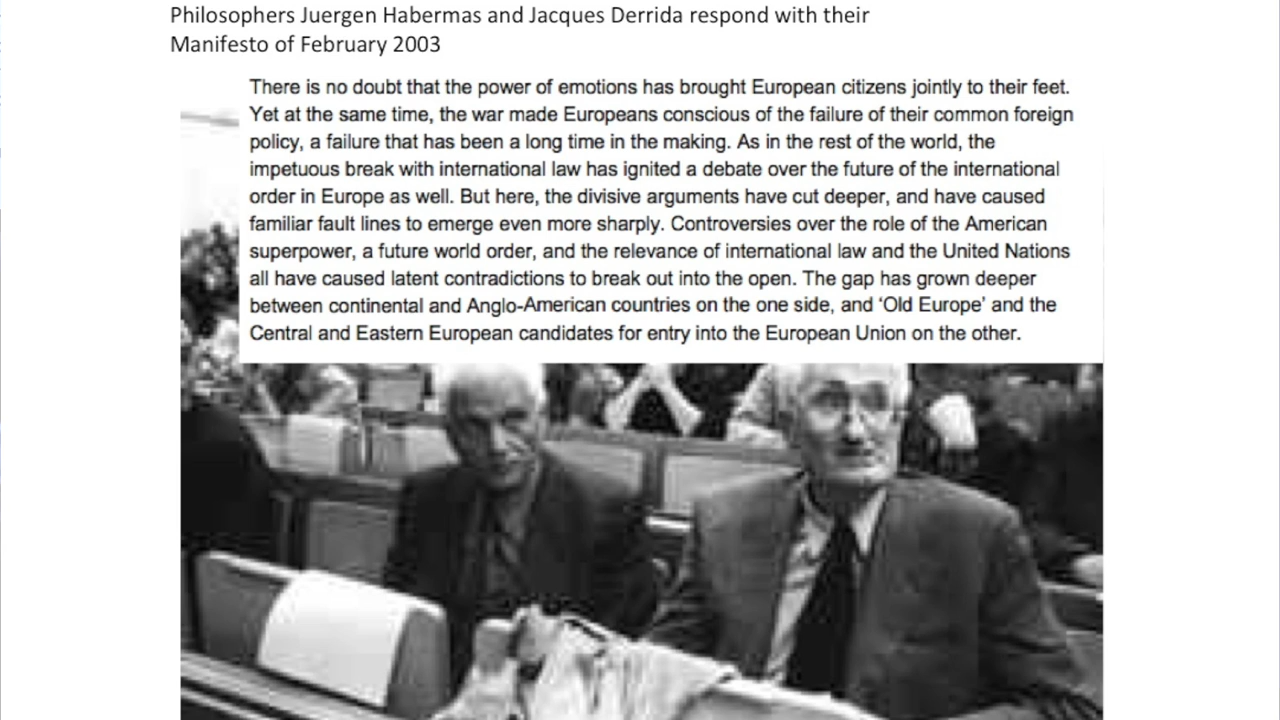 Philosophers Juergen Habermas and Jacques Derrida respond with their
Manifesto of February 2003
There is no doubt that the power of emotions has brought European citizens jointly to their feet.
Yet at the same time, the war made Europeans conscious of the failure of their common foreign
policy, a failure that has been a long time in the making. As in the rest of the world, the
impetuous break with international law has ignited a debate over the future of the international
order in Europe as well. But here, the divisive arguments have cut deeper, and have caused
familiar fault lines to emerge even more sharply. Controversies over the role of the American
superpower, a future world order, and the relevance of international law and the United Nations
all have caused latent contradictions to break out into the open. The gap has grown deeper
between continental and Anglo-American countries on the one side, and ‘Old Europe’ and the
Central and Eastern European candidates for entry into the European Union on the other.